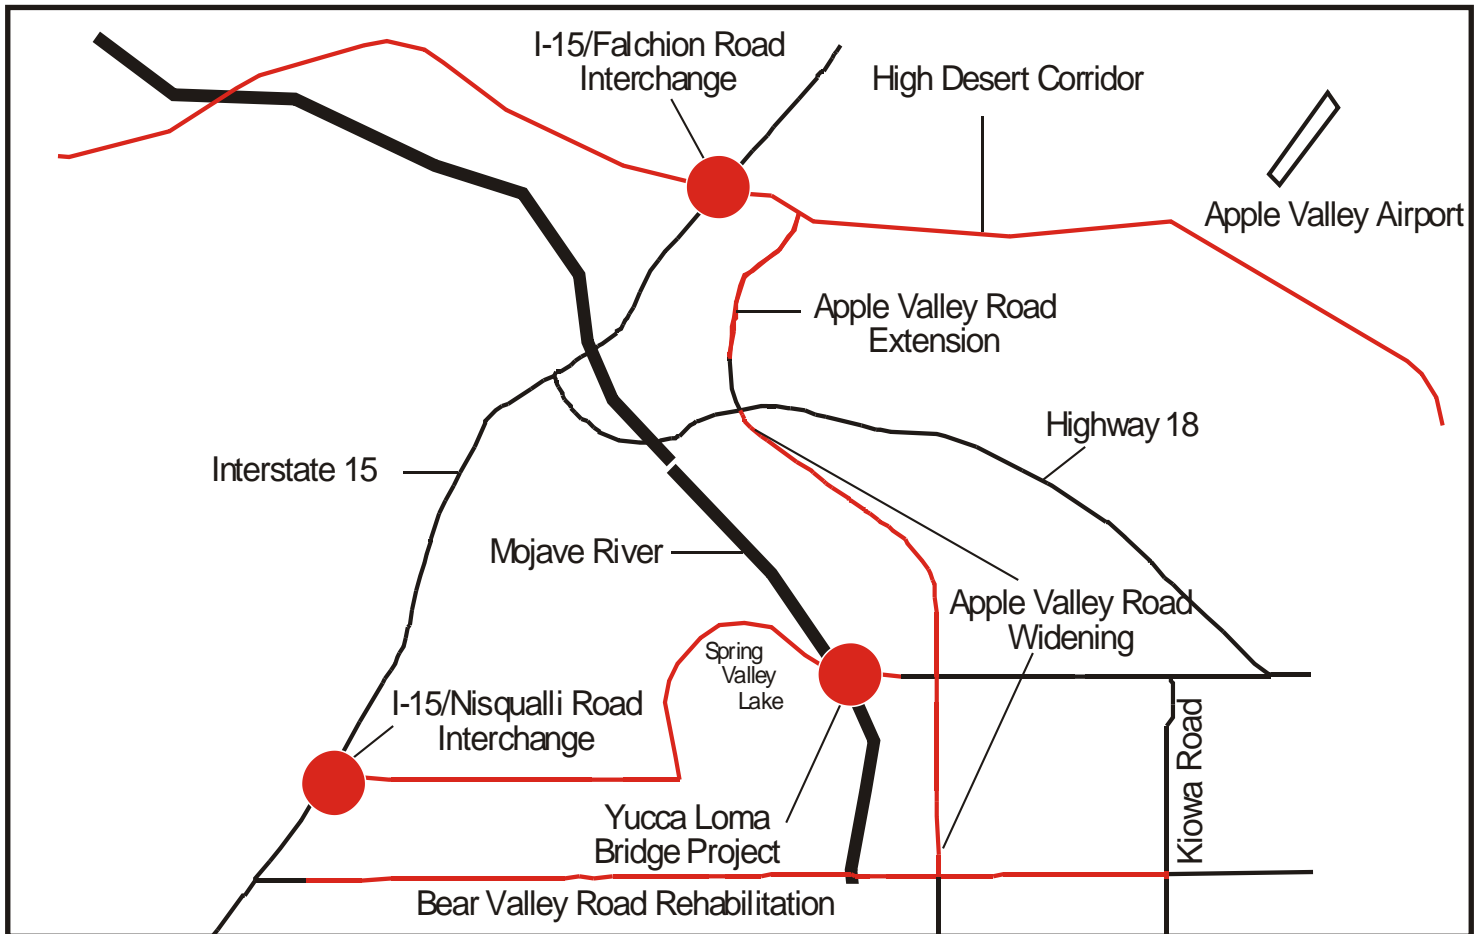 I-15/Falchion Road
Interchange
High Desert Corridor
Apple Valley Airport
Apple Valley Road
Extension
Highway 18
Interstate 15
Mojave River
Apple Valley Road
Widening
Spring
Valley
Lake
I-15/Nisqualli Road
Interchange
Kiowa Road
Yucca Loma
Bridge Project
Bear Valley Road Rehabilitation